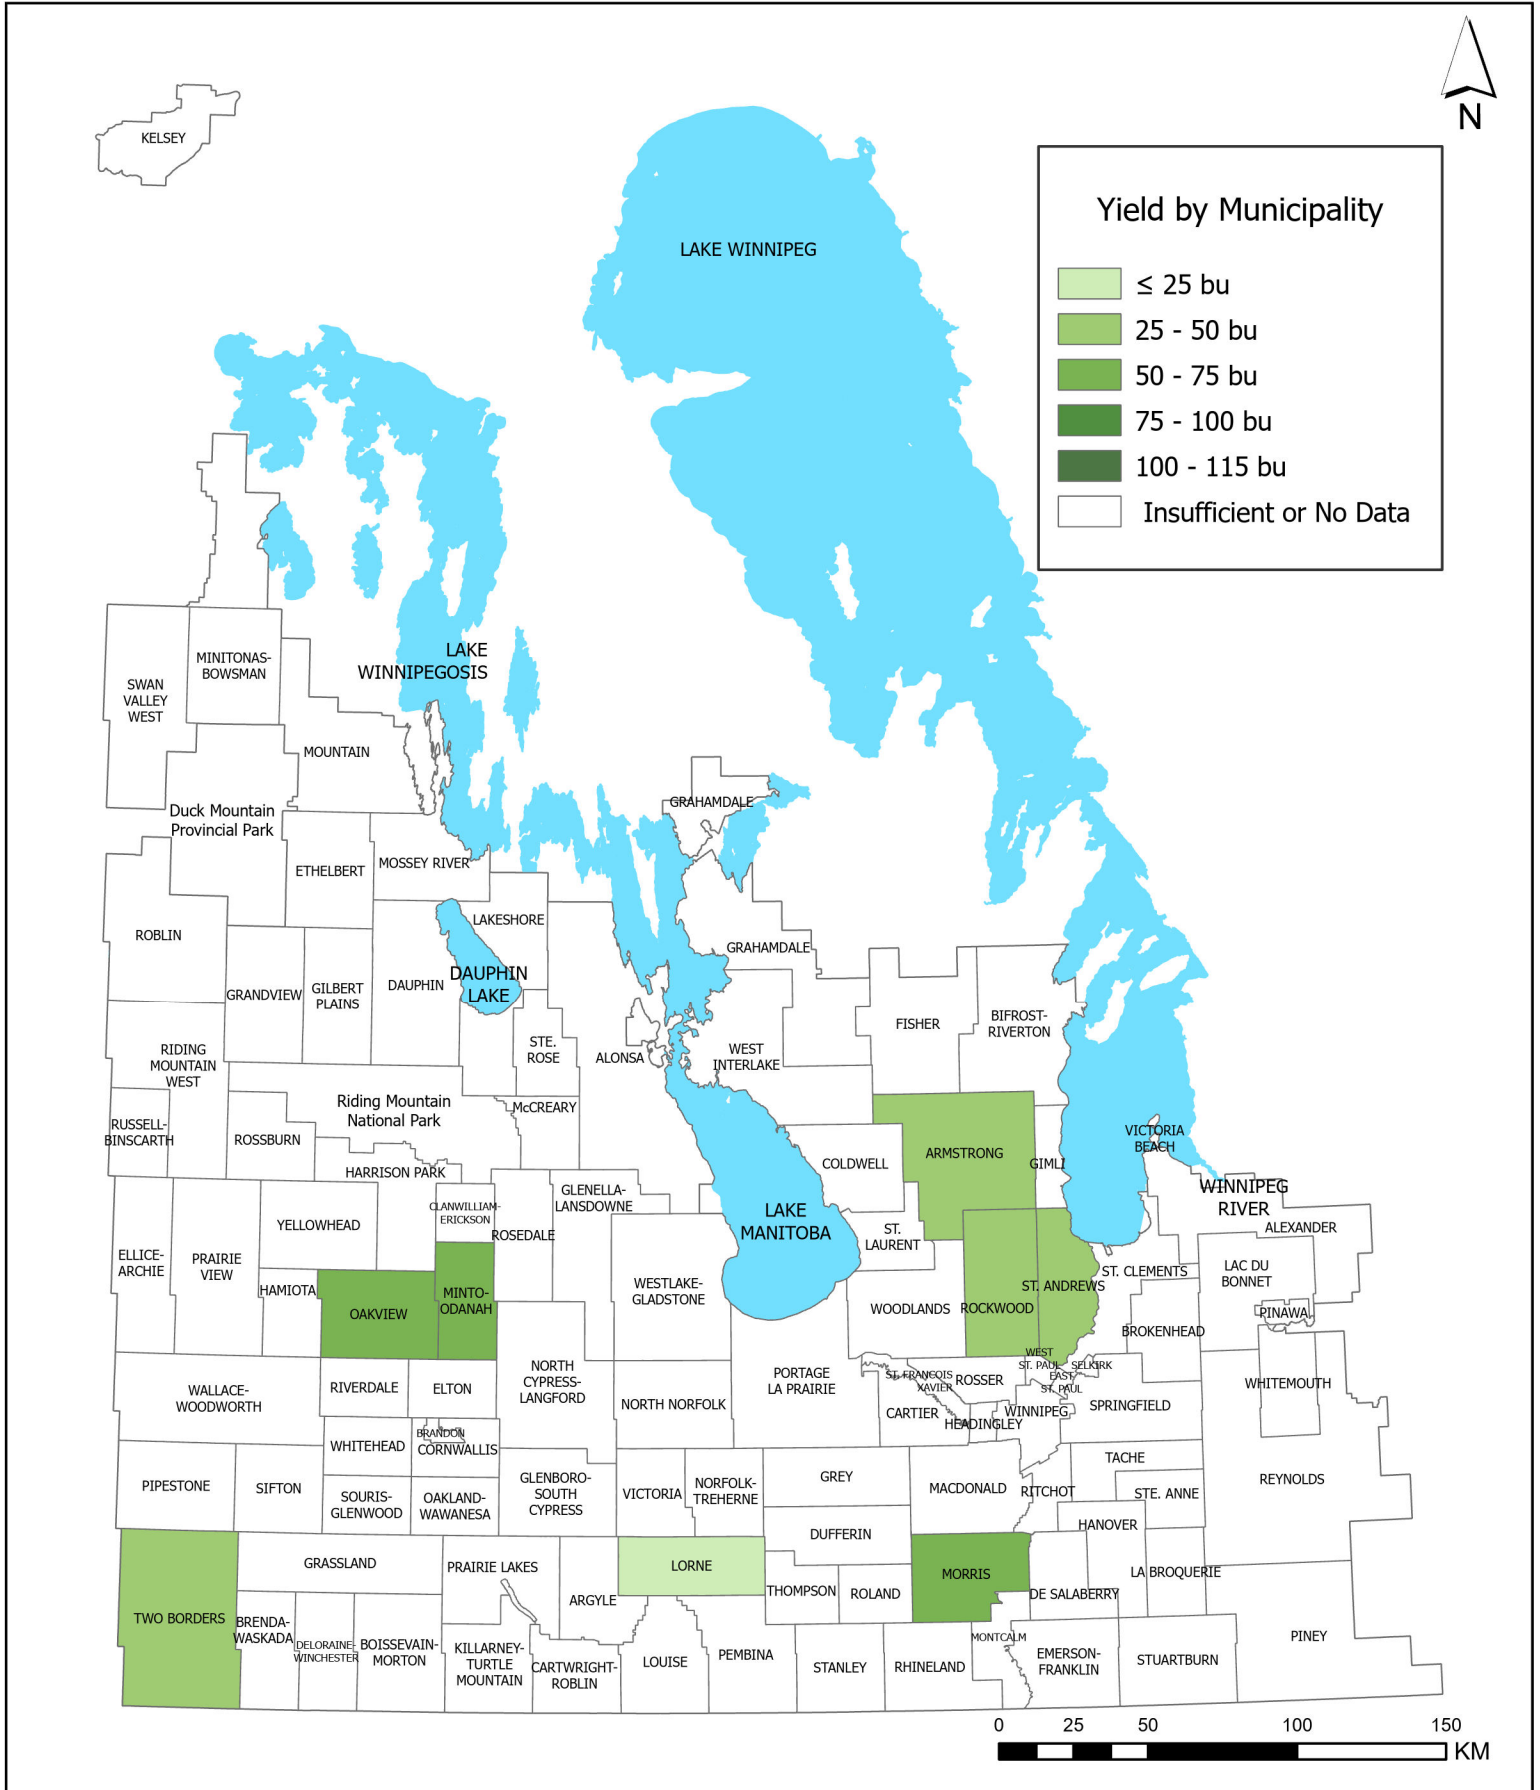 N
KELSEY
LAKE WINNIPEG
Yield by Municipality
≤ 25 bu
25 - 50 bu
50 - 75 bu
75 - 100 bu
100 - 115 bu
Insufficient or No Data
LAKE
WINNIPEGOSIS
MINITONAS-
BOWSMAN
SWAN
VALLEY
WEST
MOUNTAIN
Duck Mountain
Provincial Park
GRAHAMDALE
ETHELBERT
MOSSEY RIVER
ROBLIN
LAKESHORE
GRAHAMDALE
DAUPHIN
LAKE
GRANDVIEW
GILBERT
PLAINS
DAUPHIN
FISHER
BIFROST-
RIVERTON
RIDING
MOUNTAIN
WEST
STE.
ROSE
ALONSA
WEST
INTERLAKE
Riding Mountain
National Park
McCREARY
RUSSELL-
BINSCARTH
ROSSBURN
VICTORIA
BEACH
HARRISON PARK
COLDWELL
ARMSTRONG
GIMLI
GLENELLA-
LANSDOWNE
WINNIPEG
RIVER
CLANWILLIAM-
ERICKSON
YELLOWHEAD
ROSEDALE
LAKE
MANITOBA
ST.
LAURENT
ALEXANDER
ELLICE-
ARCHIE
PRAIRIE
VIEW
ST. CLEMENTS
LAC DU
BONNET
HAMIOTA
OAKVIEW
MINTO-
ODANAH
WESTLAKE-
GLADSTONE
WOODLANDS
ROCKWOOD
ST. ANDREWS
PINAWA
BROKENHEAD
WEST
ST. PAUL
SELKIRK
EAST
ST. PAUL
WALLACE-
WOODWORTH
RIVERDALE
ELTON
NORTH
CYPRESS-
LANGFORD
NORTH NORFOLK
PORTAGE
LA PRAIRIE
ST. FRANCOIS
XAVIER
ROSSER
CARTIER
HEADINGLEY
WINNIPEG
SPRINGFIELD
WHITEMOUTH
WHITEHEAD
BRANDON
CORNWALLIS
PIPESTONE
SIFTON
SOURIS-
GLENWOOD
OAKLAND-
WAWANESA
GLENBORO-
SOUTH
CYPRESS
VICTORIA
NORFOLK-
TREHERNE
GREY
MACDONALD
RITCHOT
TACHE
STE. ANNE
REYNOLDS
DUFFERIN
HANOVER
GRASSLAND
PRAIRIE LAKES
LORNE
MORRIS
LA BROQUERIE
THOMPSON
ROLAND
DE SALABERRY
ARGYLE
TWO BORDERS
BRENDA-
WASKADA
DELORAINE-
WINCHESTER
BOISSEVAIN-
MORTON
KILLARNEY-
TURTLE
MOUNTAIN
CARTWRIGHT-
ROBLIN
LOUISE
PEMBINA
STANLEY
RHINELAND
MONTCALM
EMERSON-
FRANKLIN
STUARTBURN
PINEY
0 25 50 100 150
KM